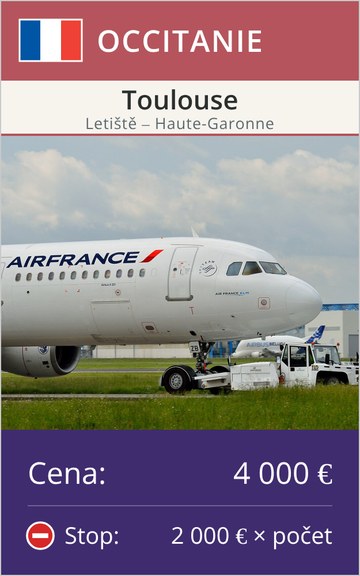 OCCITANIE
Toulouse
Letiště – Haute-Garonne
AIRFRANCE
Cena: 4 000 €
Stop: 2 000 € × počet